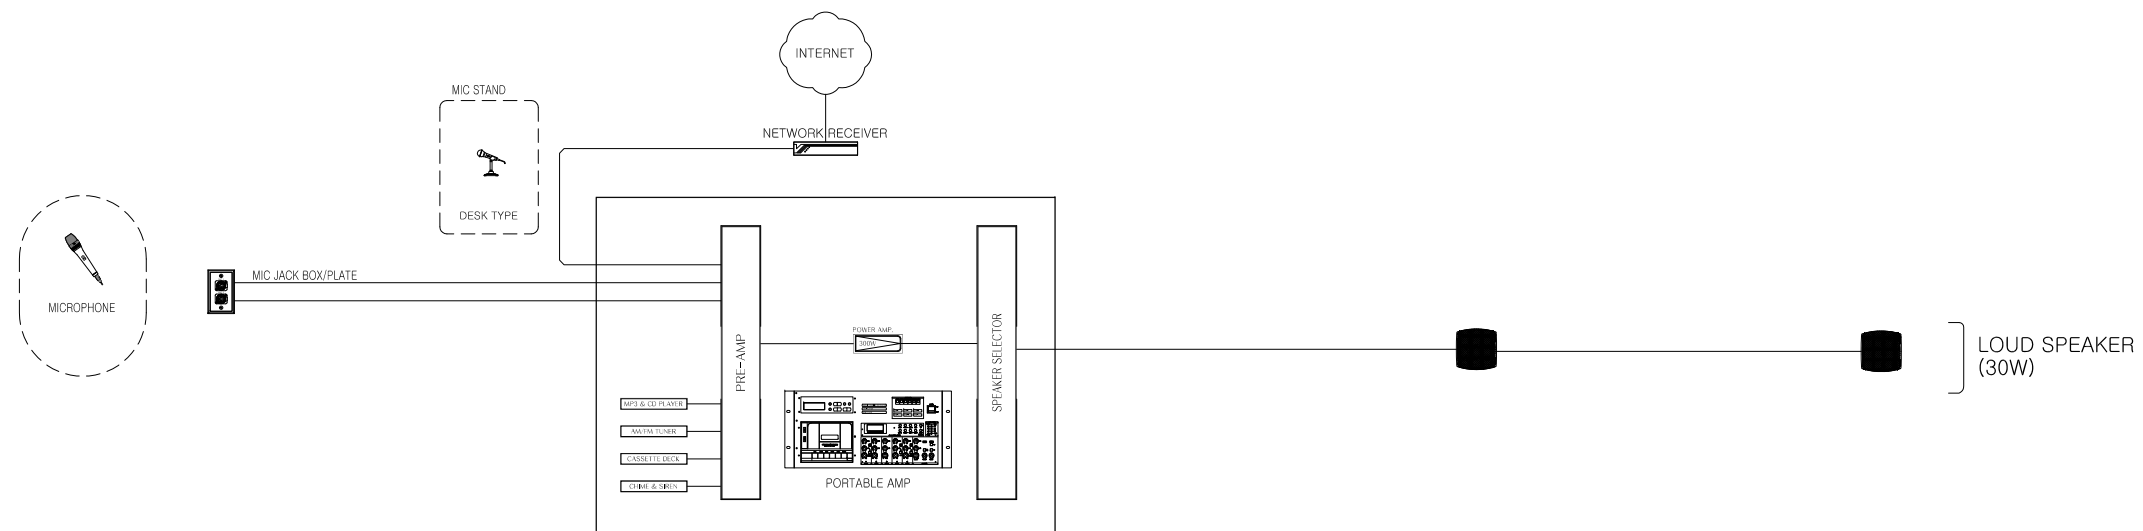 INTERNET
MIC STAND
NETWORK RECEIVER
DESK TYPE
MIC JACK BOX/PLATE
MICROPHONE
POWER AMP.
300W
PRE-AMP
SPEAKER SELECTOR
LOUD SPEAKER
(30W)
MP3 & CD PLAYER
AM/FM TUNER
CASSETTE DECK
CHIME & SIREN
PORTABLE AMP